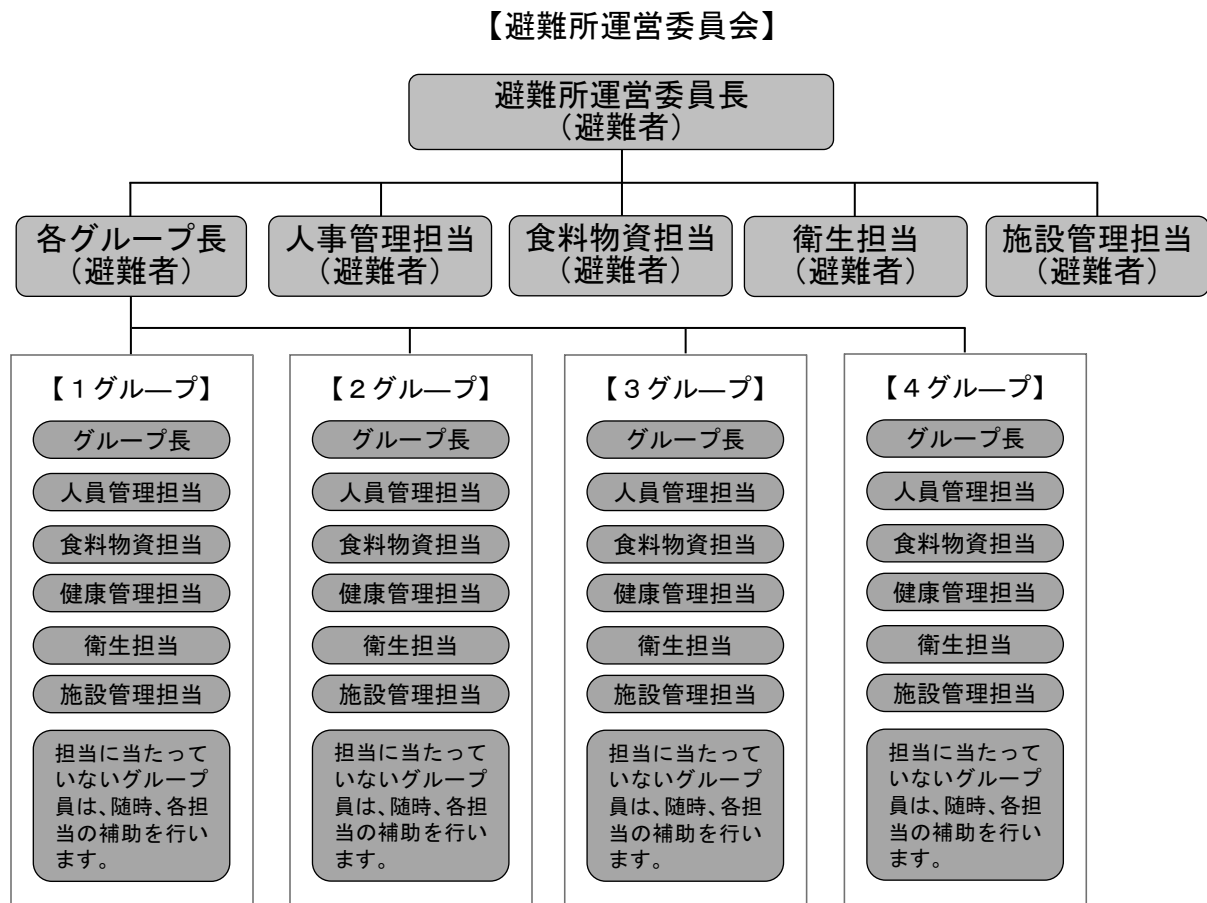 【避難所運営委員会】
避難所運営委員長
（避難者）
各グループ長
（避難者）
人事管理担当
（避難者）
食料物資担当
（避難者）
衛生担当
（避難者）
施設管理担当
（避難者）
【１グル―プ】
グループ長
人員管理担当
食料物資担当
健康管理担当
衛生担当
施設管理担当
担当に当たって
いないグループ
員は、随時、各担
当の補助を行い
ます。
【２グル―プ】
グループ長
人員管理担当
食料物資担当
健康管理担当
衛生担当
施設管理担当
担当に当たって
いないグループ
員は、随時、各担
当の補助を行い
ます。
【３グル―プ】
グループ長
人員管理担当
食料物資担当
健康管理担当
衛生担当
施設管理担当
担当に当たって
いないグループ
員は、随時、各担
当の補助を行い
ます。
【４グル―プ】
グループ長
人員管理担当
食料物資担当
健康管理担当
衛生担当
施設管理担当
担当に当たって
いないグループ
員は、随時、各担
当の補助を行い
ます。